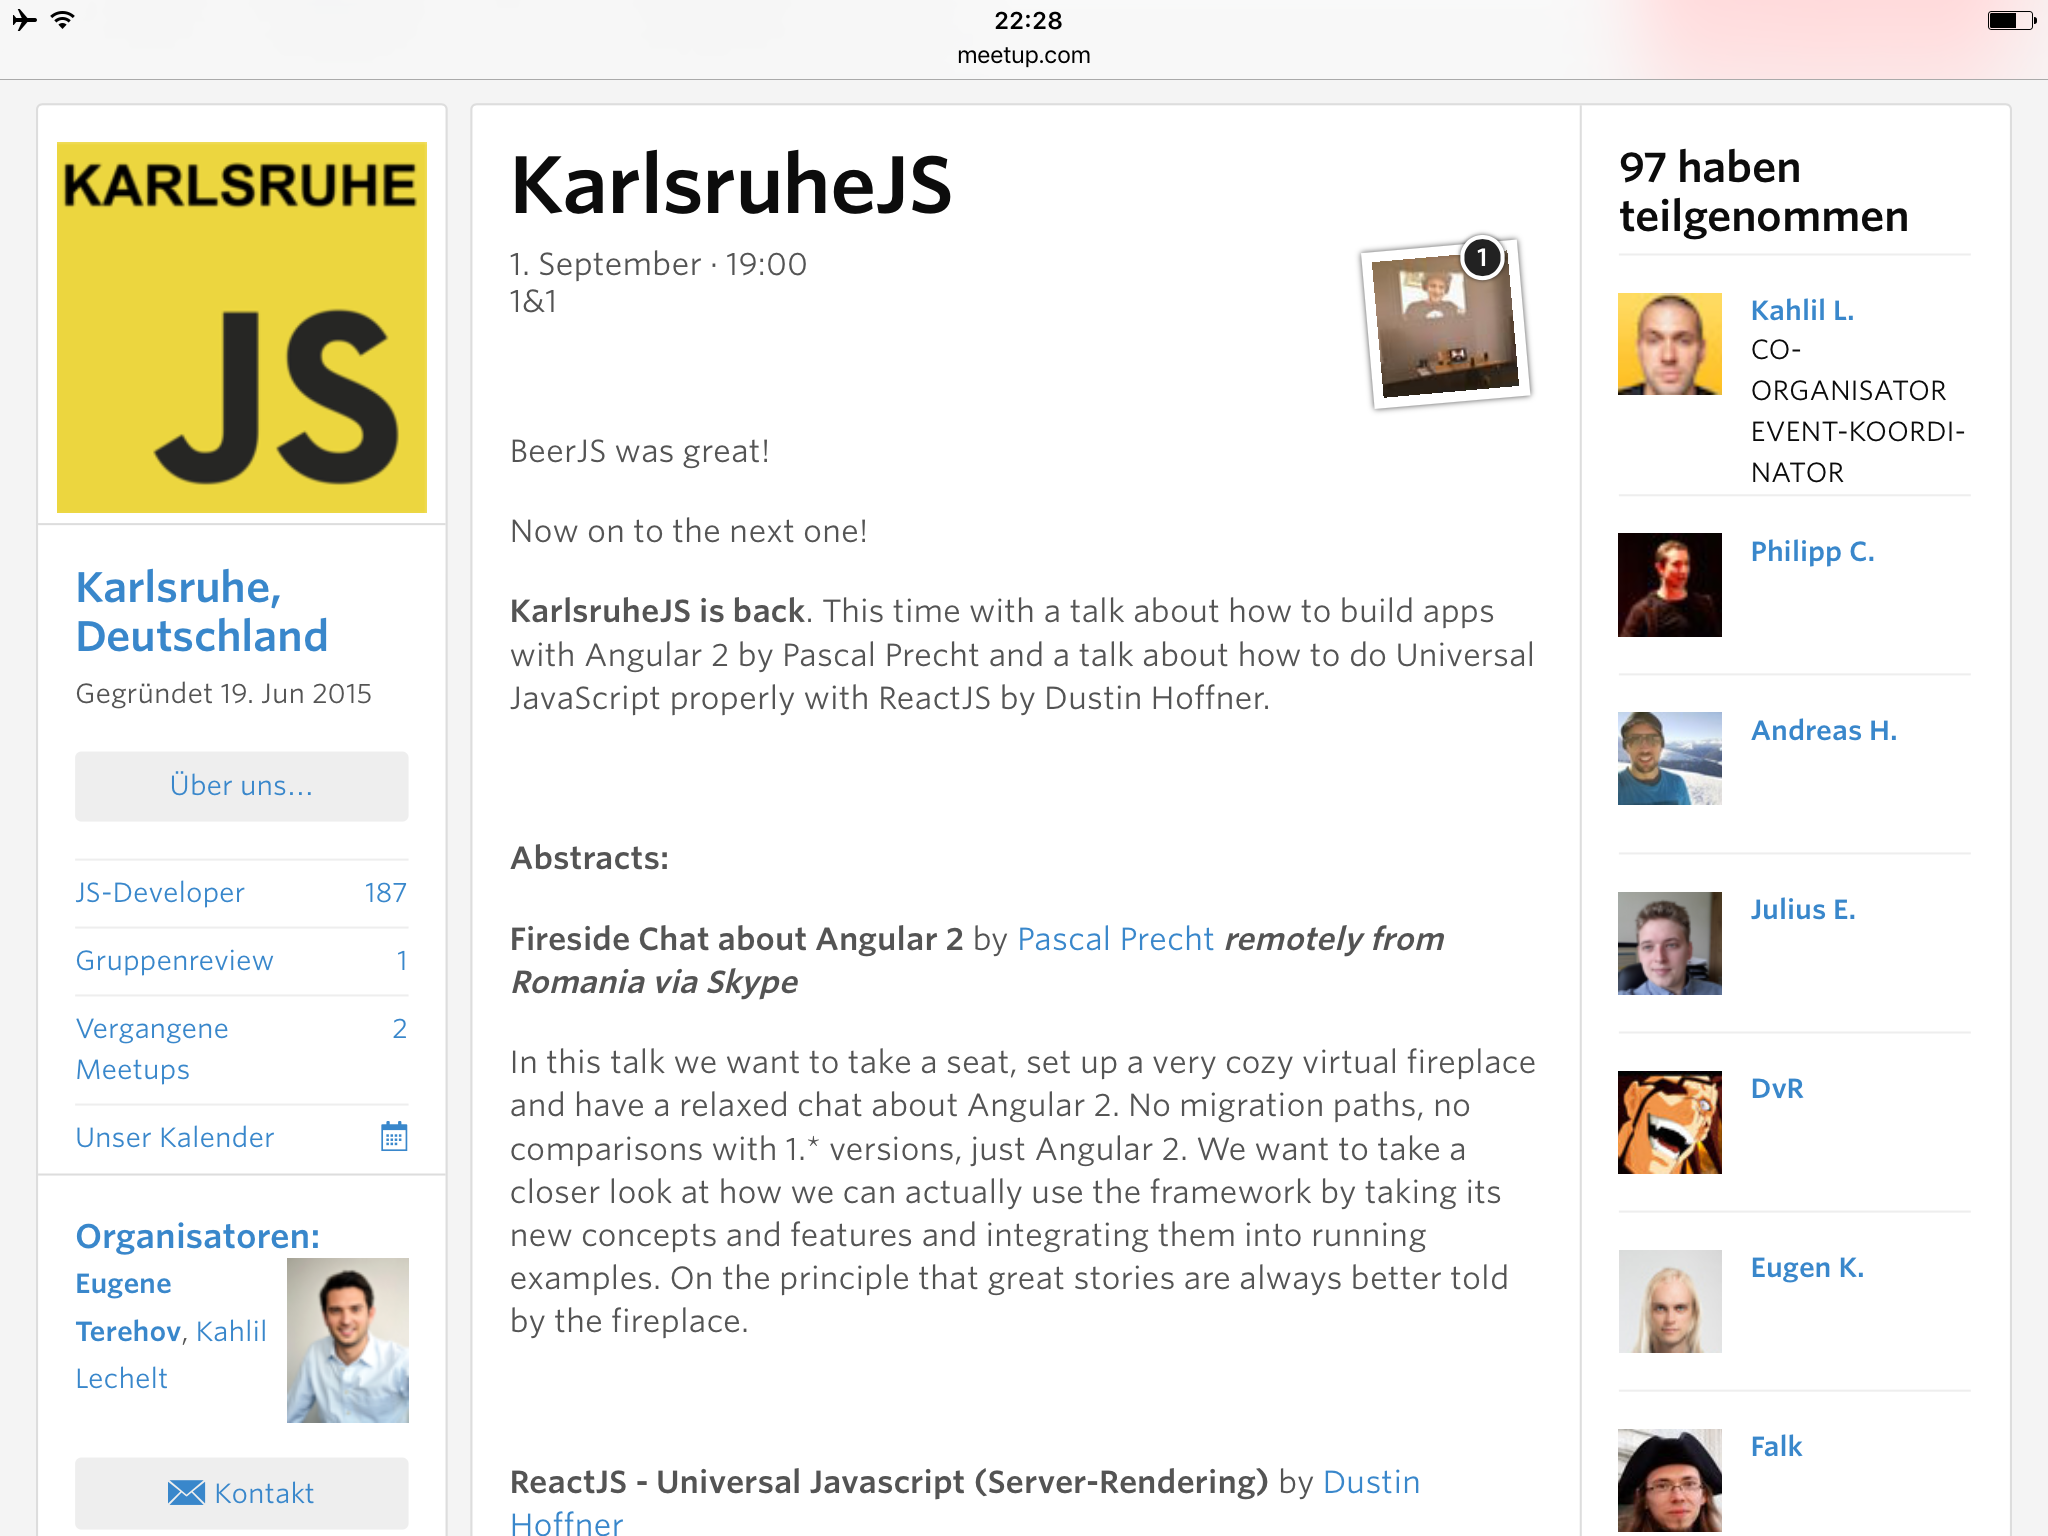 22:28
meetup.com
KARLSRUHE
JS
Karlsruhe,
Deutschland
Gegründet 19. Jun 2015
Über uns...
JS-Developer 187
Gruppenreview 1
Vergangene 2
Meetups
Unser Kalender
Organisatoren:
Eugene
Terehov, Kahlil
Lechelt
Kontakt
KarlsruheJS
1. September · 19:00
1&1
1
BeerJS was great!
Now on to the next one!
KarlsruheJS is back. This time with a talk about how to build apps
with Angular 2 by Pascal Precht and a talk about how to do Universal
JavaScript properly with ReactJS by Dustin Hoffner.
Abstracts:
Fireside Chat about Angular 2 by Pascal Precht remotely from
Romania via Skype
In this talk we want to take a seat, set up a very cozy virtual fireplace
and have a relaxed chat about Angular 2. No migration paths, no
comparisons with 1.* versions, just Angular 2. We want to take a
closer look at how we can actually use the framework by taking its
new concepts and features and integrating them into running
examples. On the principle that great stories are always better told
by the fireplace.
ReactJS - Universal Javascript (Server-Rendering) by Dustin
Hoffner
97 haben
teilgenommen
Kahlil L.
CO-
ORGANISATOR
EVENT-KOORDI-
NATOR
Philipp C.
Andreas H.
Julius E.
DvR
Eugen K.
Falk